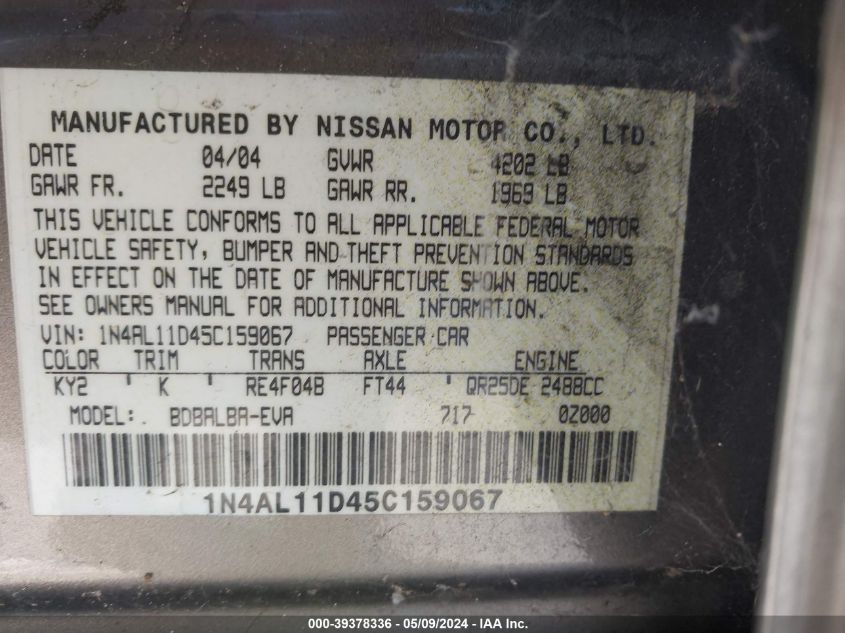 MANUFACTURED BY NISSAN MOTOR CO., LTD.
DATE 04/04 GVWR 4202 LB
GAWR FR. 2249 LB GAWR RR. 1969 LB
THIS VEHICLE CONFORMS TO ALL APPLICABLE FEDERAL MOTOR
VEHICLE SAFETY, BUMPER AND THEFT PREVENTION STANDARDS
IN EFFECT ON THE DATE OF MANUFACTURE SHOWN ABOVE.
SEE OWNERS MANUAL FOR ADDITIONAL INFORMATION.
VIN: 1N4AL11D45C159067 PASSENGER CAR
COLOR TRIM TRANS AXLE ENGINE
KY2 K RE4F04B FT44 QR25DE 2488CC
MODEL: BDBALBA-EVA 717 0Z000
1N4AL11D45C159067
000-39378336 - 05/09/2024 - IAA Inc.